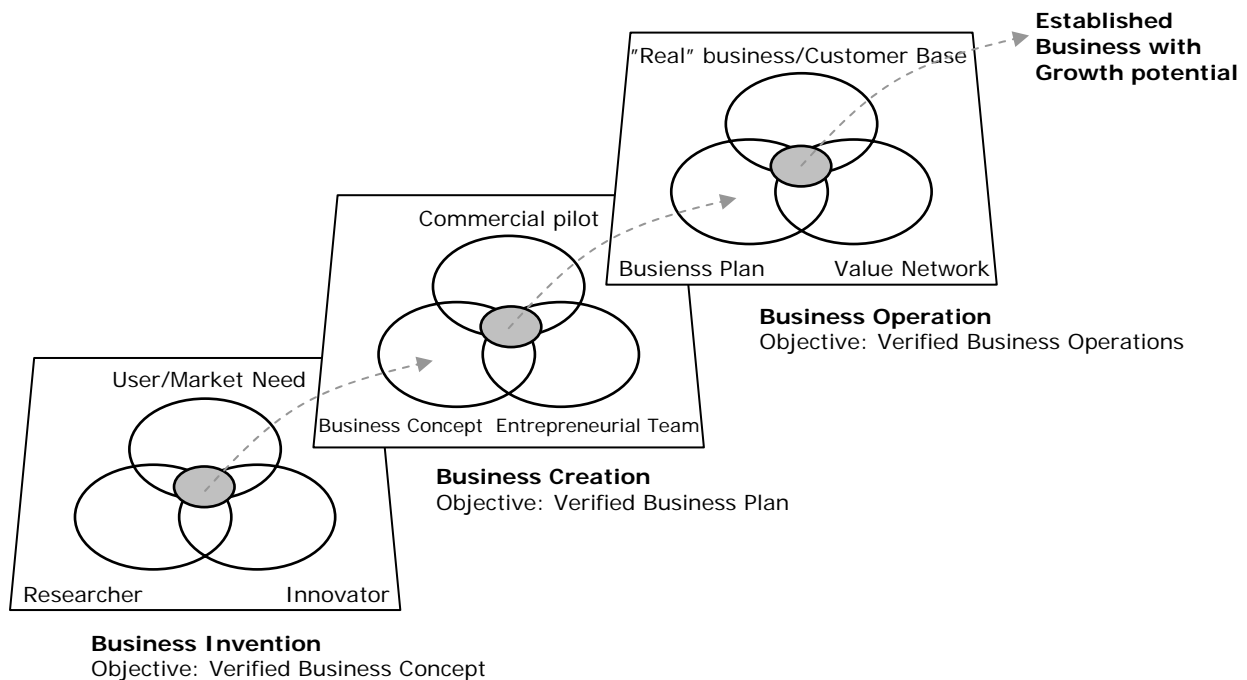 Established
Business with
Growth potential
"Real" business/Customer Base
Busienss Plan
Value Network
Business Operation
Objective: Verified Business Operations
Commercial pilot
Business Concept
Entrepreneurial Team
Business Creation
Objective: Verified Business Plan
User/Market Need
Researcher
Innovator
Business Invention
Objective: Verified Business Concept